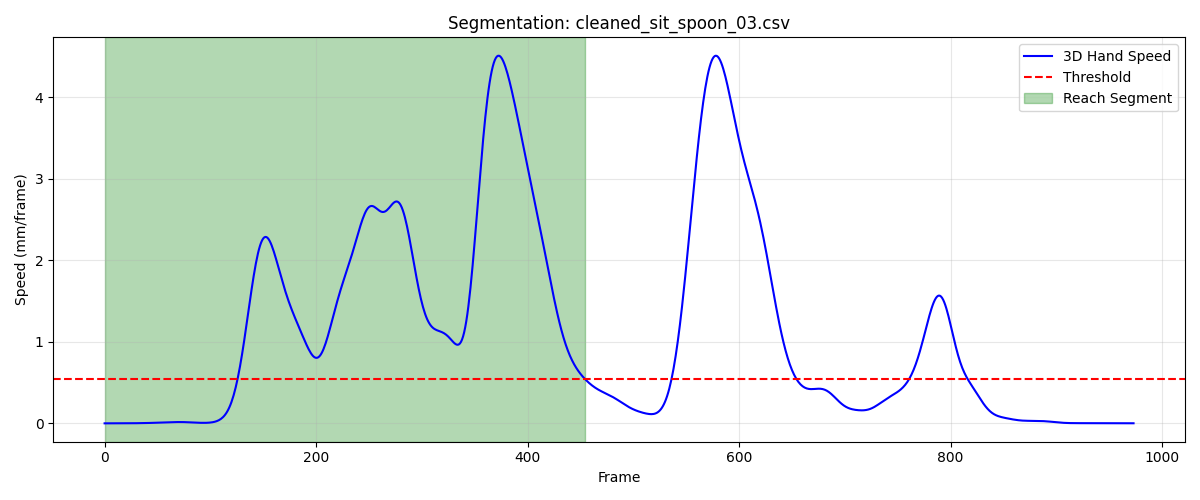 Segmentation: cleaned_sit_spoon_03.csv
3D Hand Speed
Threshold
Reach Segment
Speed (mm/frame)
4
3
2
1
0
0 200 400 600 800 1000
Frame